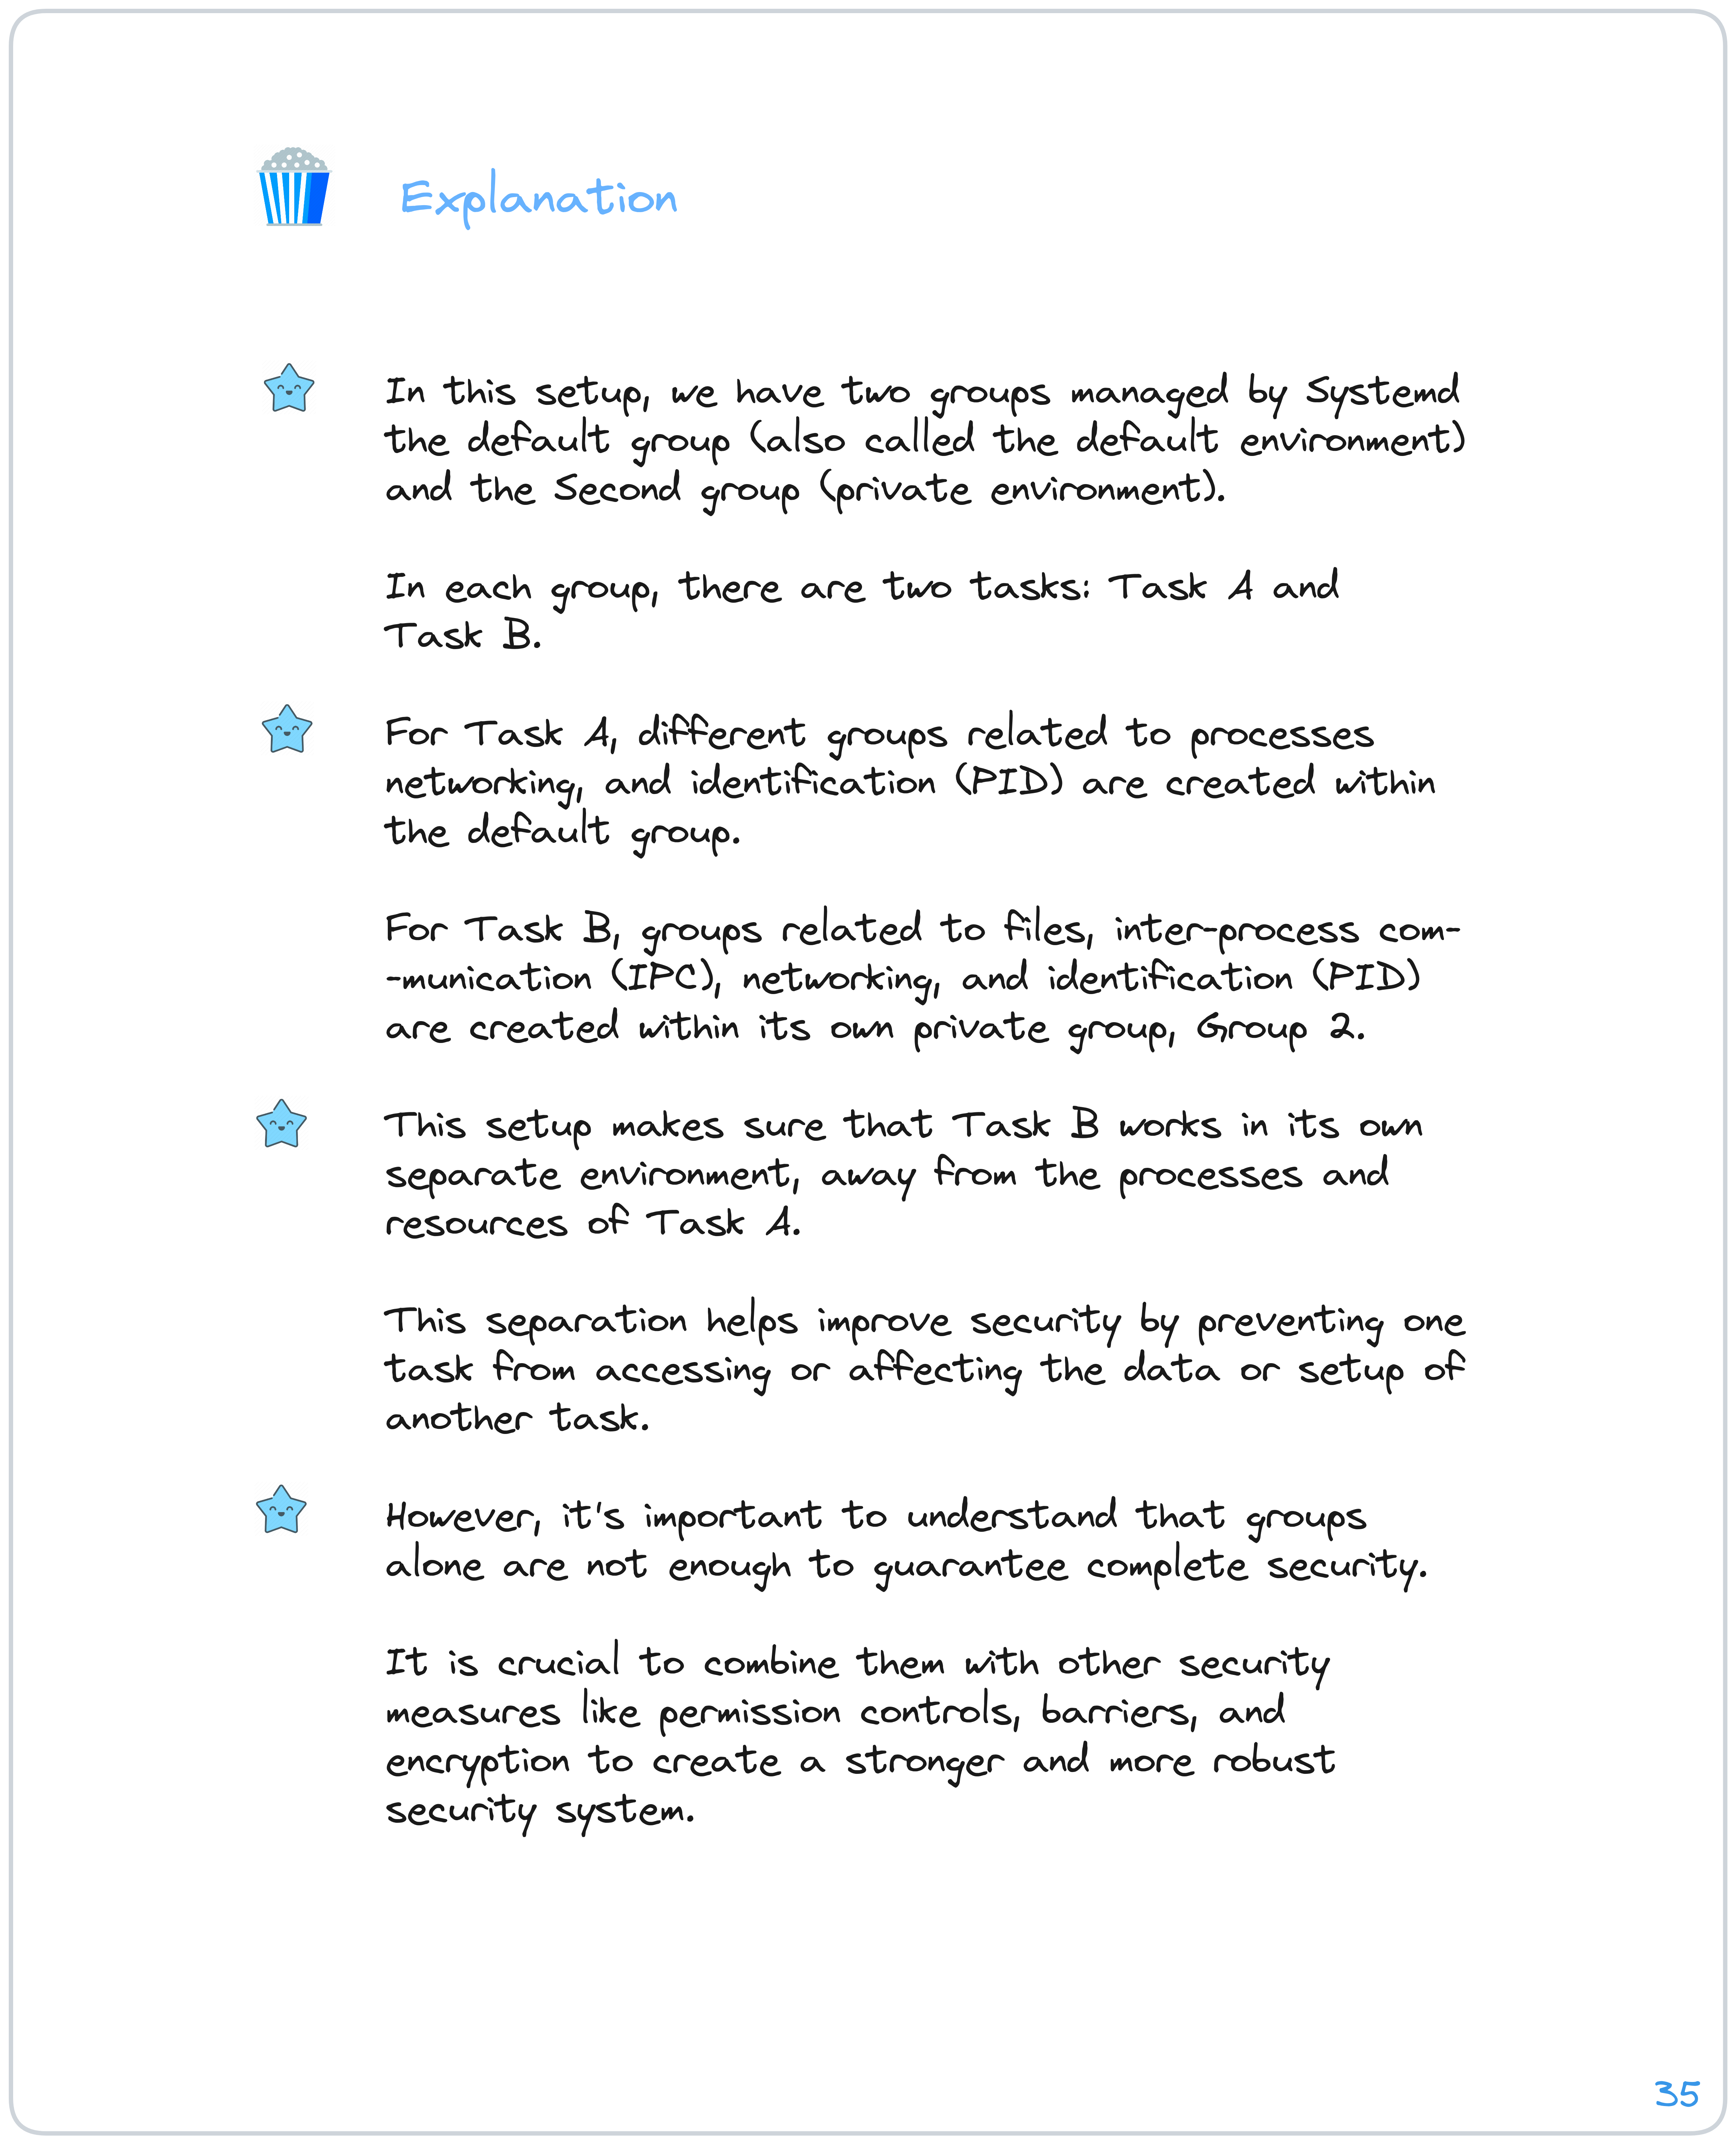 Explanation
In this setup, we have two groups managed by Systemd
the default group (also called the default environment)
and the Second group (private environment).
In each group, there are two tasks: Task A and
Task B.
For Task A, different groups related to processes
networking, and identification (PID) are created within
the default group.
For Task B, groups related to files, inter-process com-
-munication (IPC), networking, and identification (PID)
are created within its own private group, Group 2.
This setup makes sure that Task B works in its own
separate environment, away from the processes and
resources of Task A.
This separation helps improve security by preventing one
task from accessing or affecting the data or setup of
another task.
However, it's important to understand that groups
alone are not enough to guarantee complete security.
It is crucial to combine them with other security
measures like permission controls, barriers, and
encryption to create a stronger and more robust
security system.
35